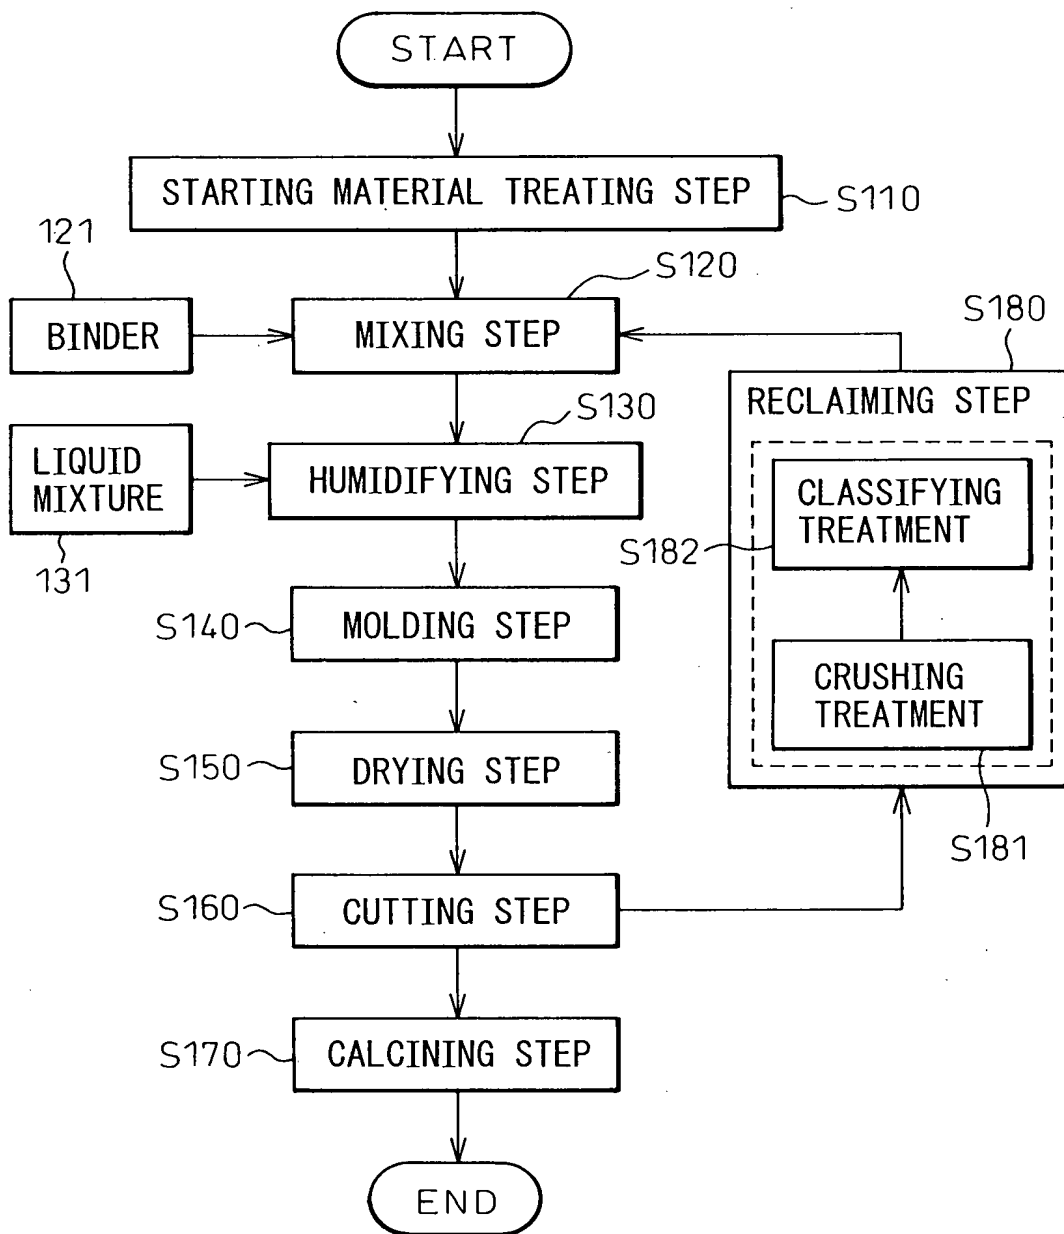 START
STARTING MATERIAL TREATING STEP
S110
121
BINDER
S120
MIXING STEP
S180
RECLAIMING STEP
S130
LIQUID
MIXTURE
131
HUMIDIFYING STEP
CLASSIFYING
TREATMENT
S182
S140
MOLDING STEP
CRUSHING
TREATMENT
S181
S150
DRYING STEP
S160
CUTTING STEP
S170
CALCINING STEP
END